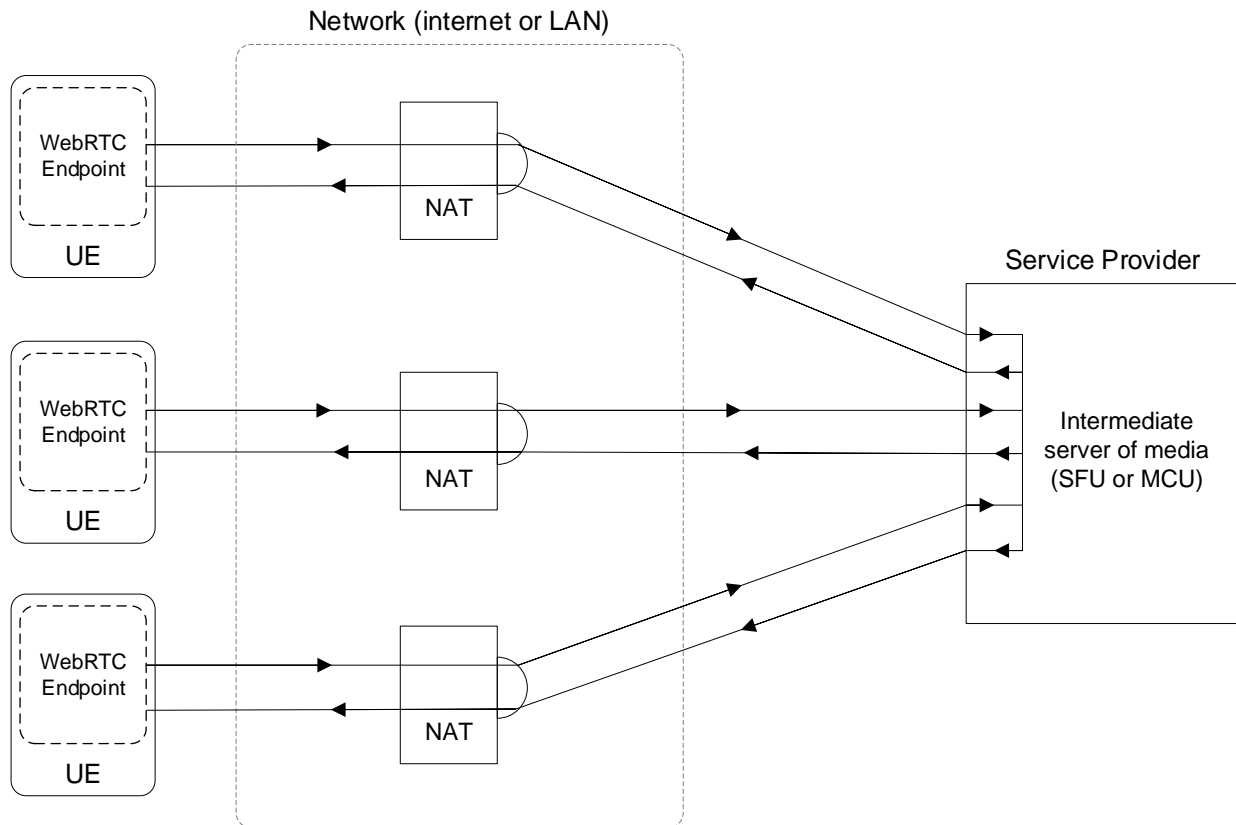 Network (internet or LAN)
WebRTC
Endpoint
UE
NAT
Service Provider
WebRTC
Endpoint
UE
NAT
Intermediate
server of media
(SFU or MCU)
WebRTC
Endpoint
UE
NAT